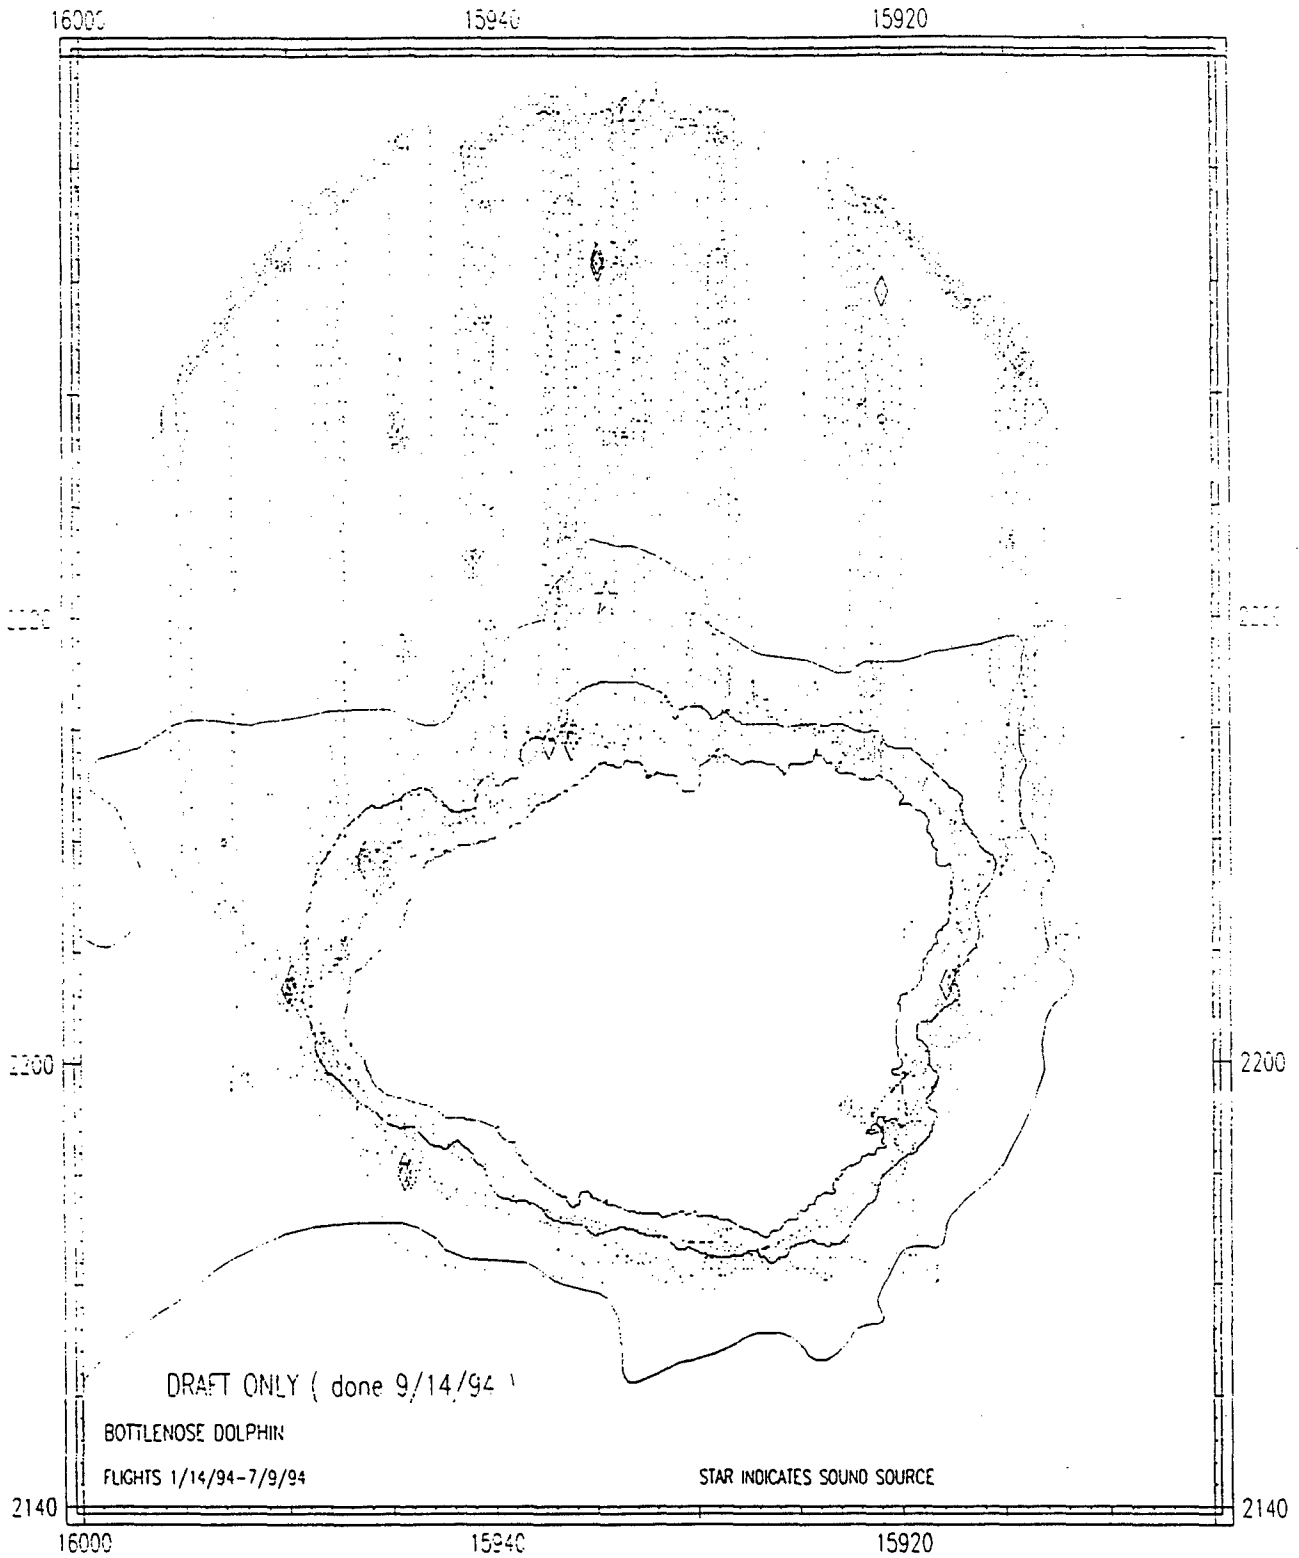 16000 15940 15920
2200 2200
DRAFT ONLY ( done 9/14/94 )
BOTTLENOSE DOLPHIN
FLIGHTS 1/14/94-7/9/94 STAR INDICATES SOUND SOURCE
2140 2140
16000 15940 15920